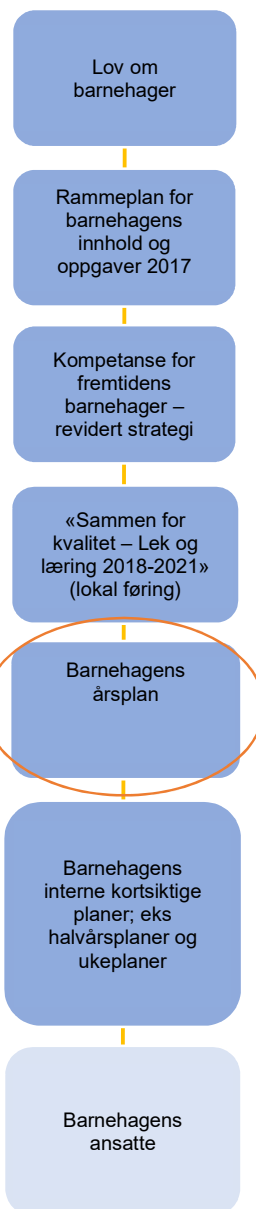 Lov om
barnehager
Rammeplan for
barnehagens
innhold og
oppgaver 2017
Kompetanse for
fremtidens
barnehager –
revidert strategi
«Sammen for
kvalitet – Lek og
læring 2018-2021»
(lokal føring)
Barnehagens
årsplan
Barnehagens
interne kortsiktige
planer; eks
halvårsplaner og
ukeplaner
Barnehagens
ansatte